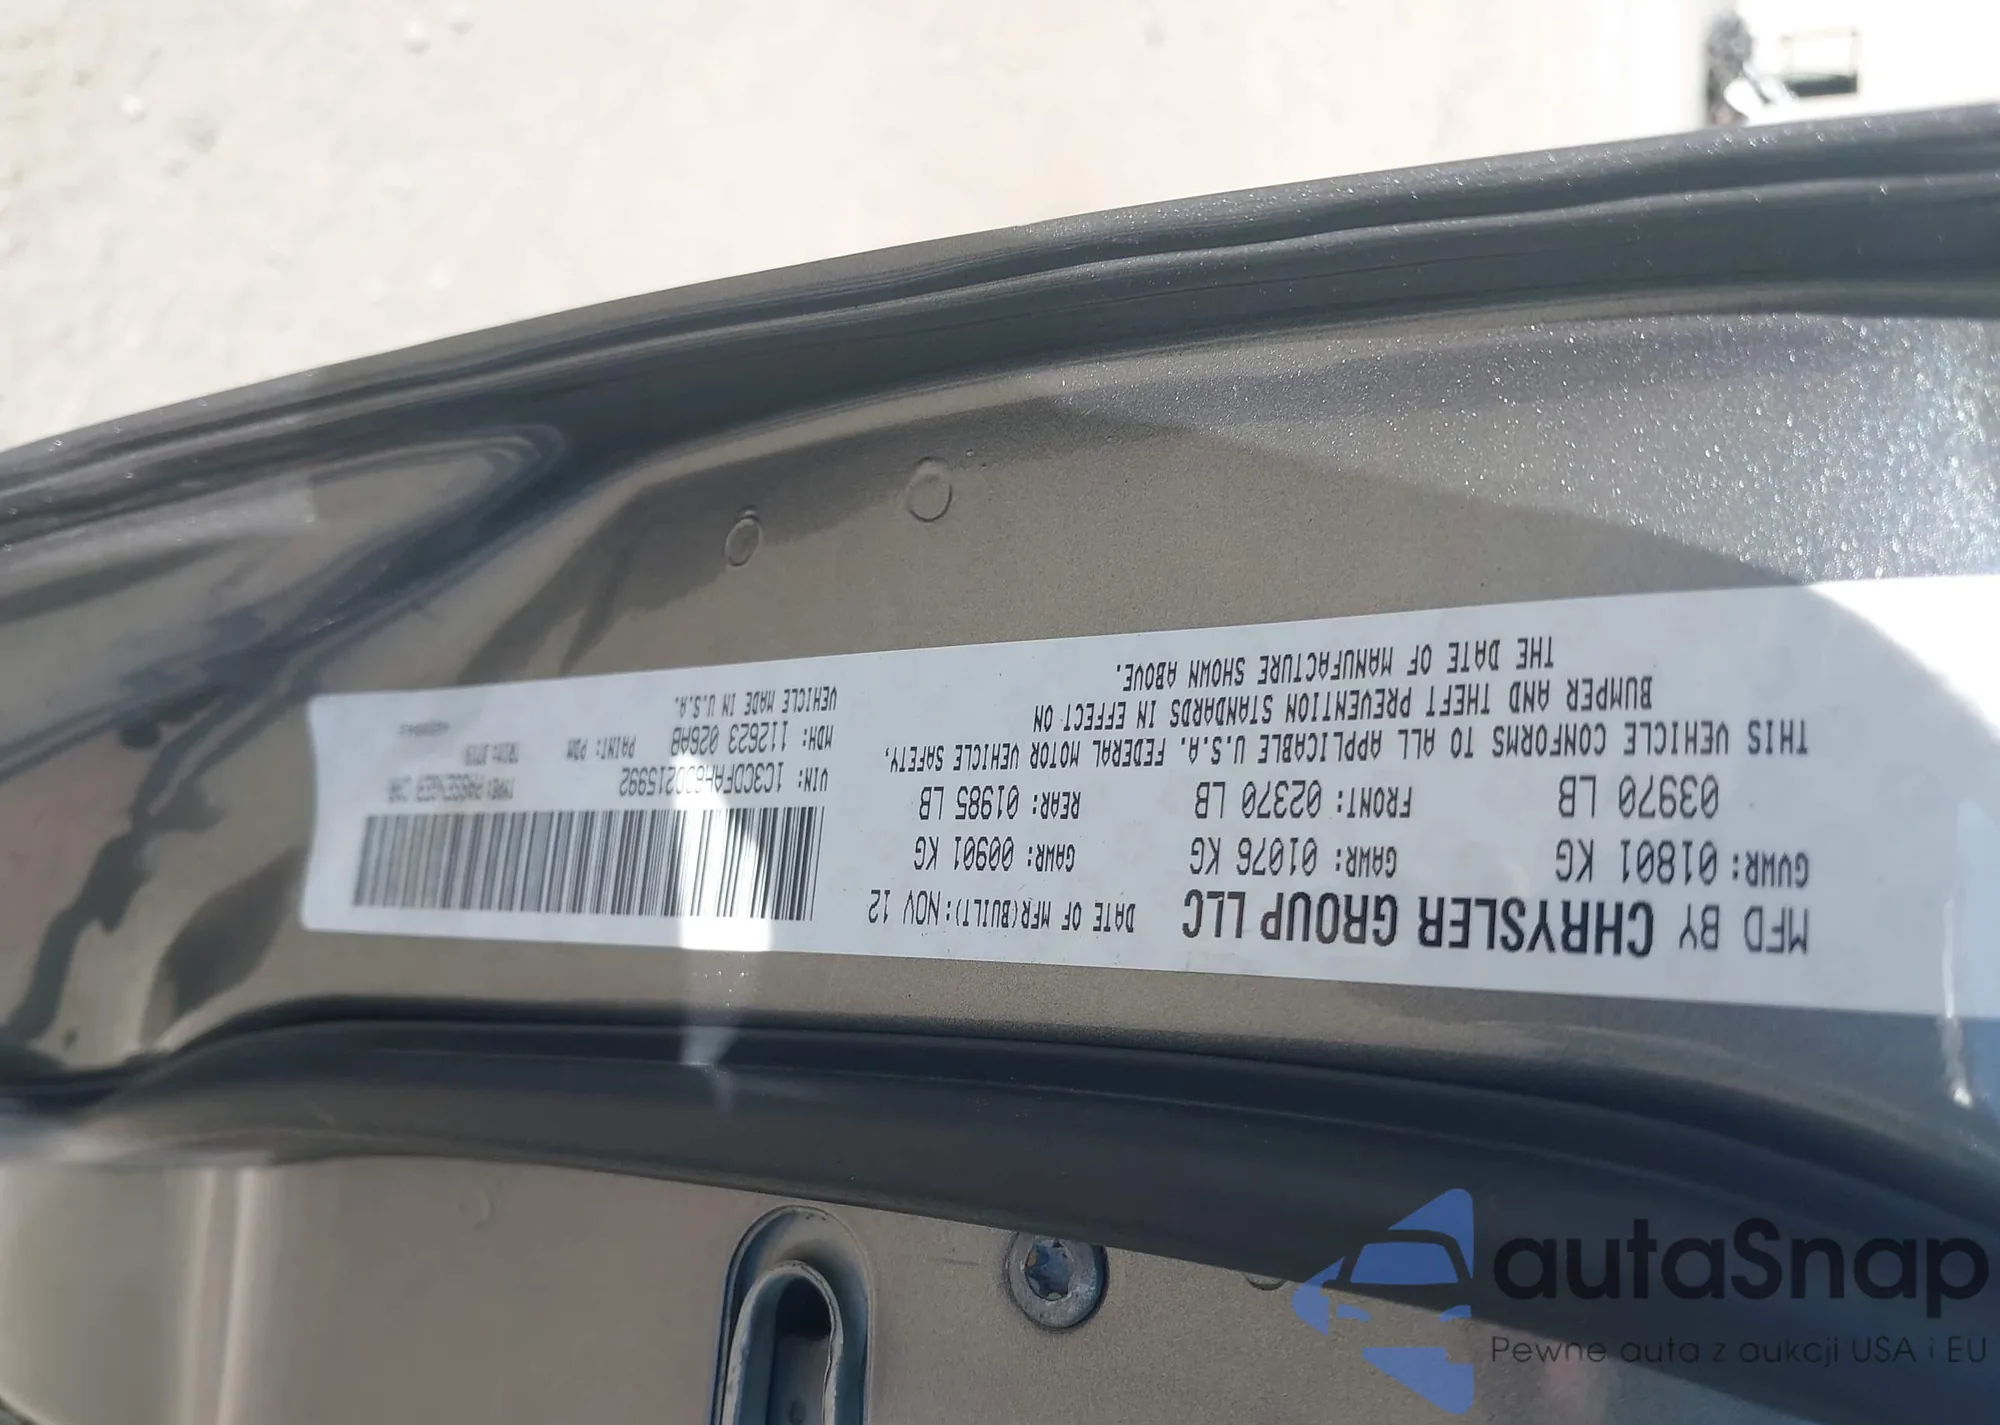 MFD BY CHRYSLER GROUP LLC DATE OF MFR(BUILT):NOV 12
GVWR: 01801 KG GAWR: 01076 KG GAWR: 00901 KG
03970 LB FRONT: 02370 LB REAR: 01985 LB
THIS VEHICLE CONFORMS TO ALL APPLICABLE U.S.A. FEDERAL MOTOR VEHICLE SAFETY,
BUMPER AND THEFT PREVENTION STANDARDS IN EFFECT ON
THE DATE OF MANUFACTURE SHOWN ABOVE.
VIN: TYPE: PASSENGER CAR
MDH: 112623 026AB PAINT: PDM
VEHICLE MADE IN U.S.A.
autaSnap
Pewne auta z aukcji USA i EU